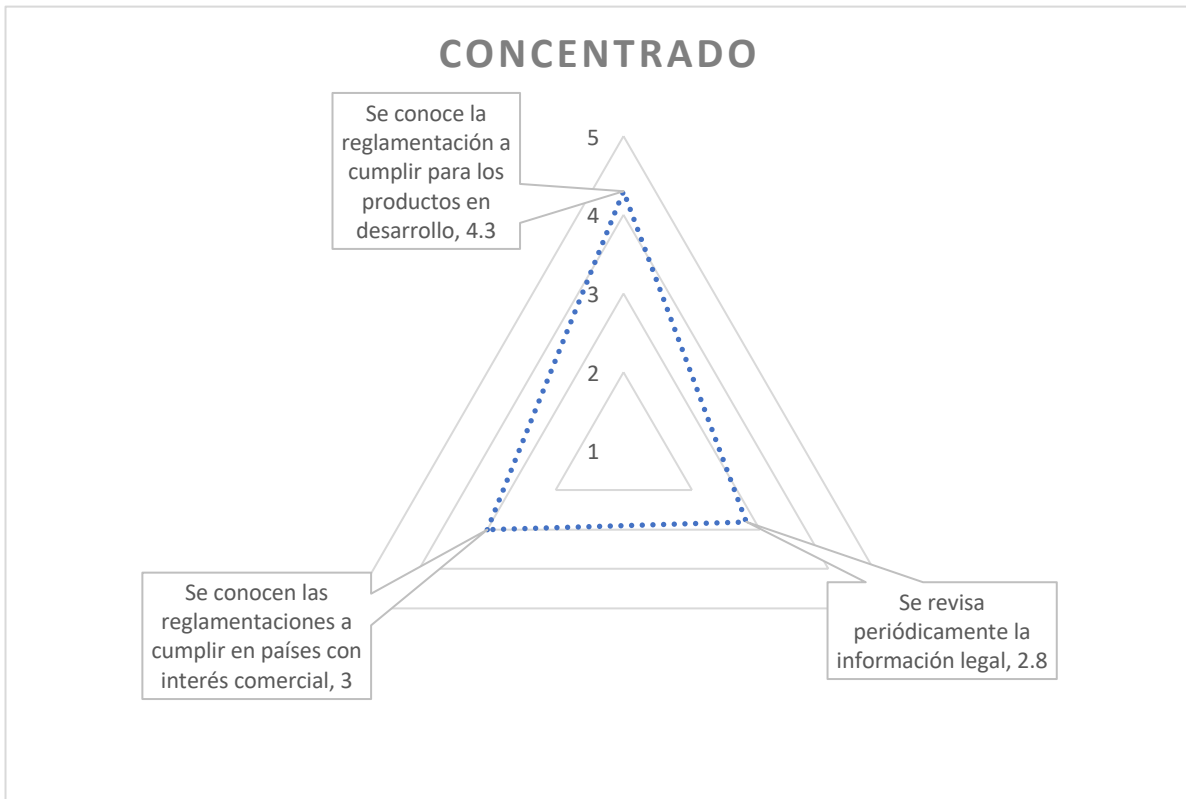 CONCENTRADO
Se conoce la
reglamentación a
cumplir para los
productos en
desarrollo, 4.3
5
4
3
2
1
Se conocen las
reglamentaciones a
cumplir en países con
interés comercial, 3
Se revisa
periódicamente la
información legal, 2.8